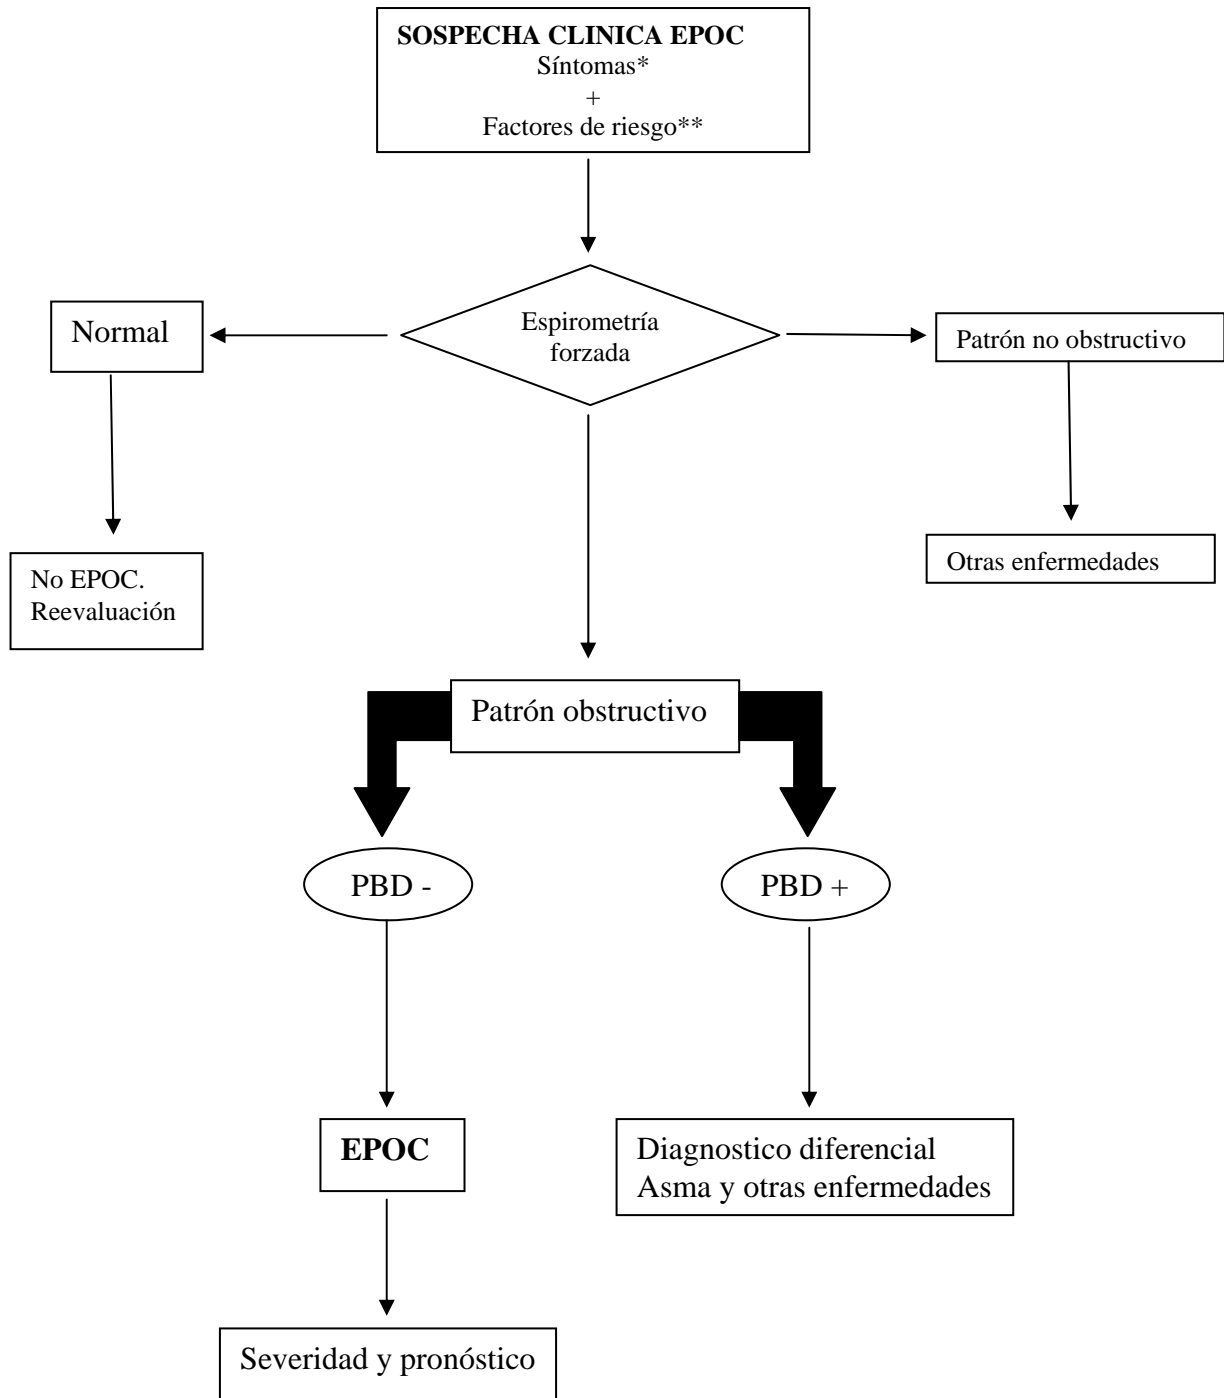 SOSPECHA CLINICA EPOC
Síntomas*
+
Factores de riesgo**
Espirometría
forzada
Normal
Patrón no obstructivo
No EPOC.
Reevaluación
Otras enfermedades
Patrón obstructivo
PBD -
PBD +
EPOC
Diagnostico diferencial
Asma y otras enfermedades
Severidad y pronóstico